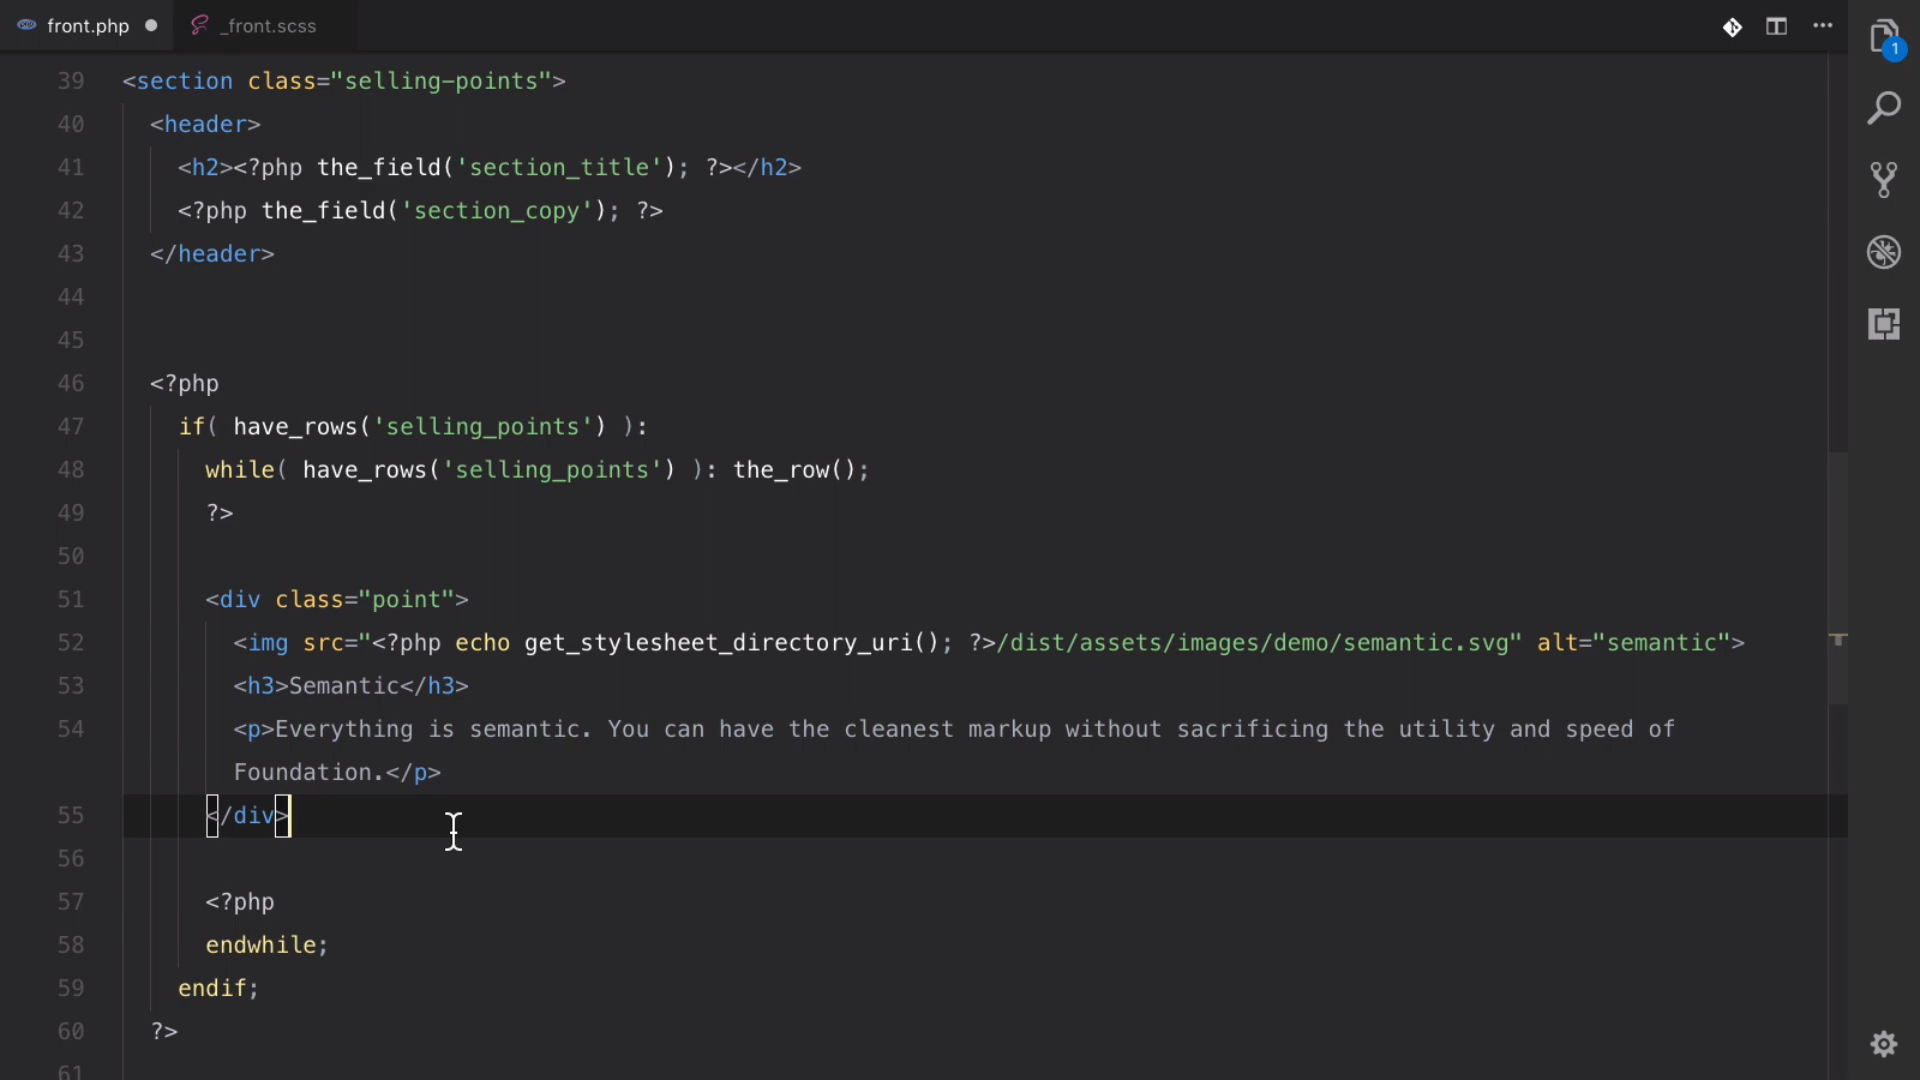 front.php
_front.scss
1
39 <section class="selling-points">
40 <header>
41 <h2><?php the_field('section_title'); ?></h2>
42 <?php the_field('section_copy'); ?>
43 </header>
44
45
46 <?php
47 if( have_rows('selling_points') ):
48 while( have_rows('selling_points') ): the_row();
49 ?>
50
51 <div class="point">
52 <img src="<?php echo get_stylesheet_directory_uri(); ?>/dist/assets/images/demo/semantic.svg" alt="semantic">
53 <h3>Semantic</h3>
54 <p>Everything is semantic. You can have the cleanest markup without sacrificing the utility and speed of
Foundation.</p>
55 </div>
56
57 <?php
58 endwhile;
59 endif;
60 ?>
61